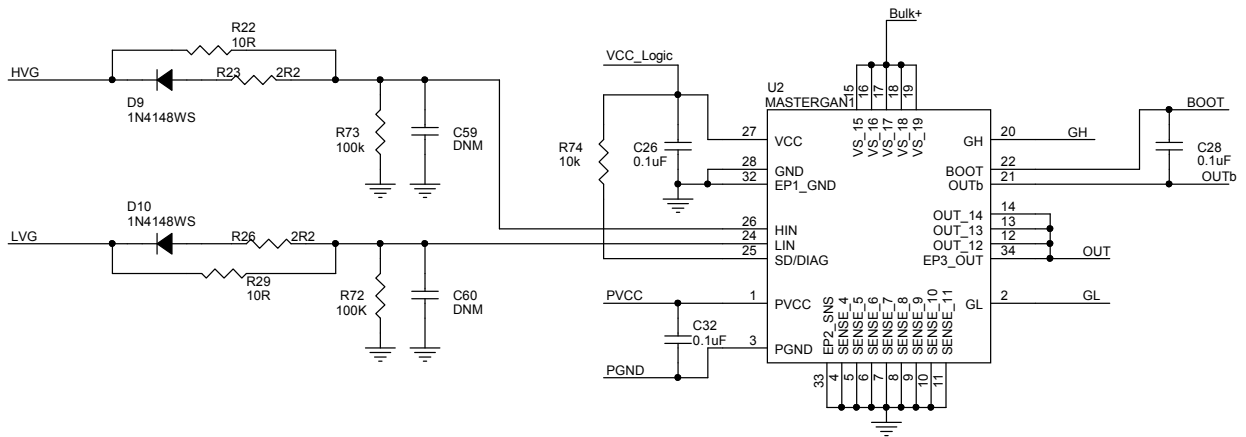 Bulk+
R22
10R
HVG
R23
2R2
D9
1N4148WS
R73
100k
C59
DNM
D10
1N4148WS
LVG
R26
2R2
R29
10R
R72
100K
C60
DNM
VCC_Logic
R74
10k
C26
0.1uF
PVCC
C32
0.1uF
PGND
U2
MASTERGAN1
15
16
17
18
19
VS_15
VS_16
VS_17
VS_18
VS_19
27
VCC
28
GND
32
EP1_GND
26
HIN
24
LIN
25
SD/DIAG
1
PVCC
3
PGND
GH
20
GH
BOOT
22
BOOT
OUTb
21
OUTb
C28
0.1uF
OUT_14
14
OUT_13
13
OUT_12
12
EP3_OUT
34
OUT
GL
2
GL
EP2_SNS
SENSE_4
SENSE_5
SENSE_6
SENSE_7
SENSE_8
SENSE_9
SENSE_10
SENSE_11
33
4
5
6
7
8
9
10
11